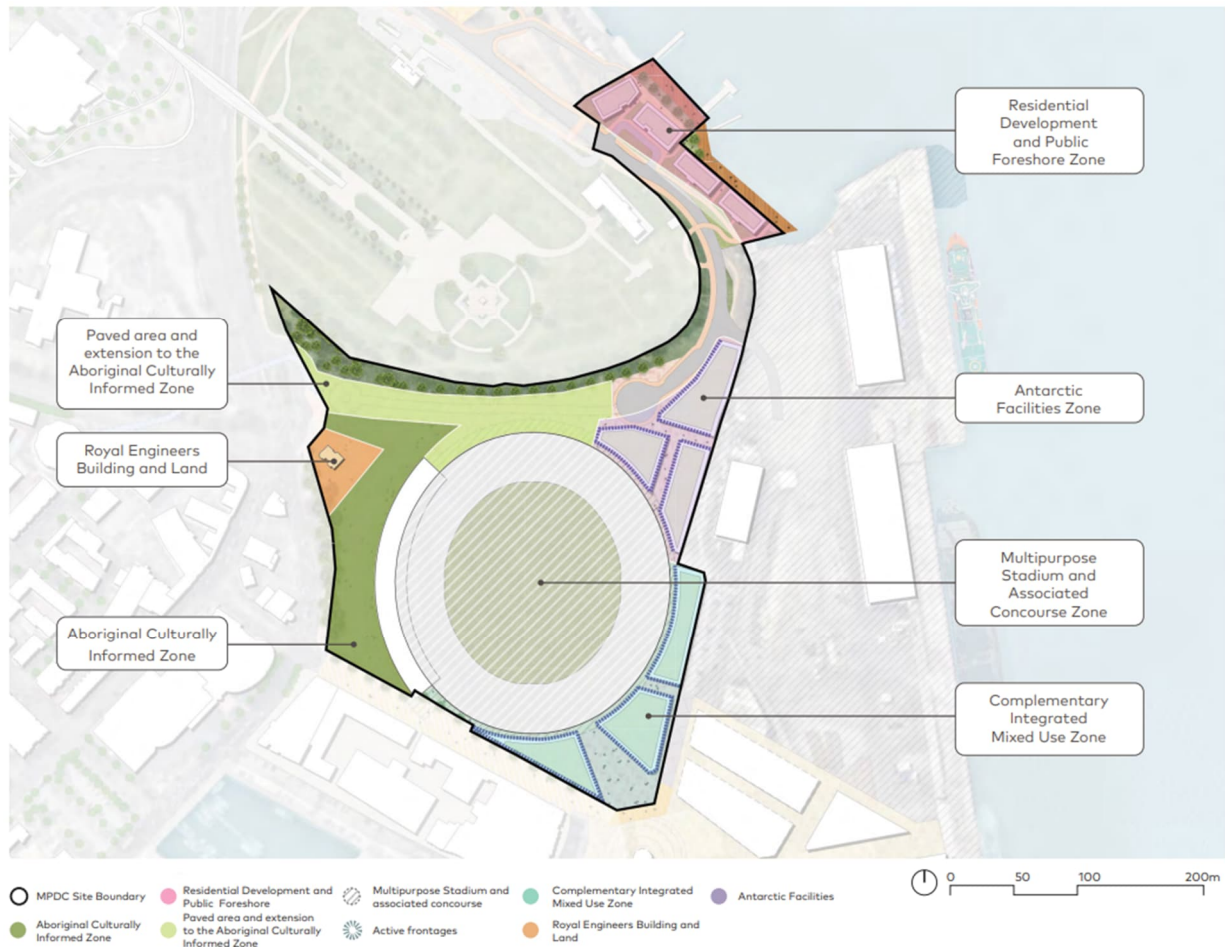 Residential
Development
and Public
Foreshore Zone
Paved area and
extension to the
Aboriginal Culturally
Informed Zone
Antarctic
Facilities Zone
Royal Engineers
Building and Land
Multipurpose
Stadium and
Associated
Concourse Zone
Aboriginal Culturally
Informed Zone
Complementary
Integrated
Mixed Use Zone
MPDC Site Boundary
Aboriginal Culturally
Informed Zone
Residential Development and
Public Foreshore
Paved area and extension
to the Aboriginal Culturally
Informed Zone
Multipurpose Stadium and
associated concourse
Active frontages
Complementary Integrated
Mixed Use Zone
Royal Engineers Building and
Land
Antarctic Facilities
0 50 100 200m